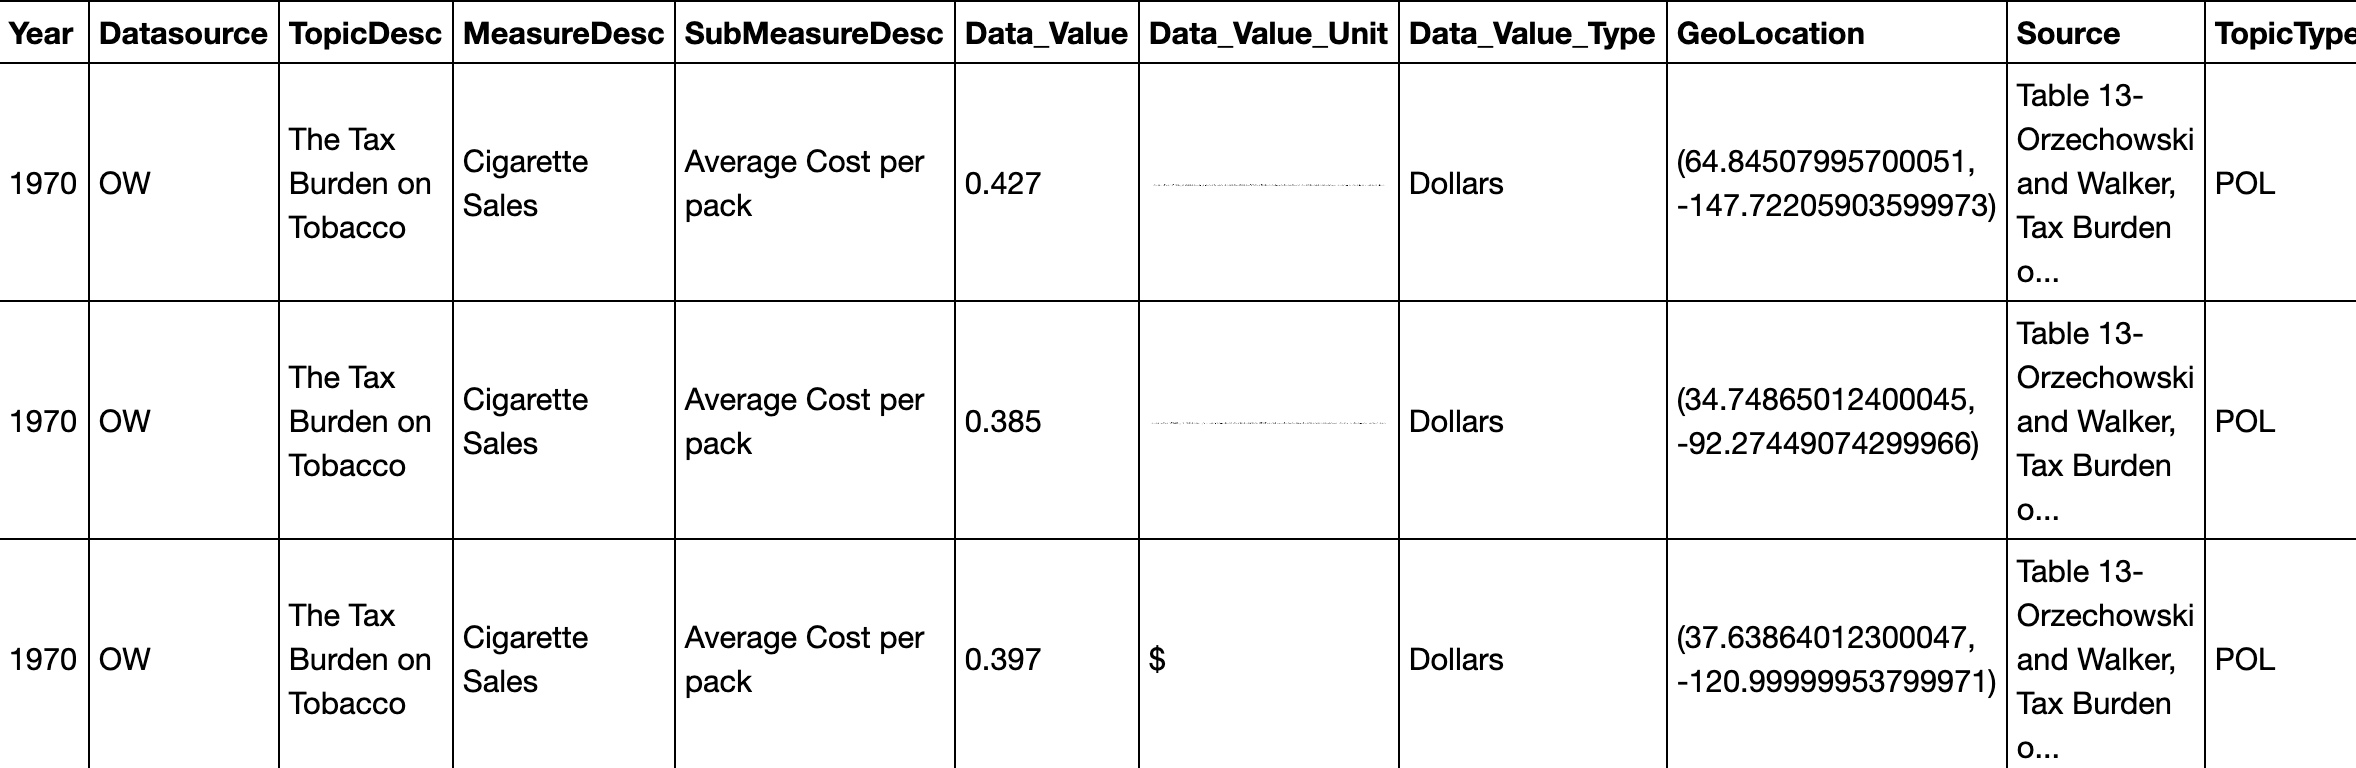 Year Datasource TopicDesc MeasureDesc SubMeasureDesc Data_Value Data_Value_Unit Data_Value_Type GeoLocation Source TopicType
1970 OW The Tax Burden on Tobacco Cigarette Sales Average Cost per pack 0.427 Dollars (64.84507995700051, -147.72205903599973) Table 13-Orzechowski and Walker, Tax Burden o... POL
1970 OW The Tax Burden on Tobacco Cigarette Sales Average Cost per pack 0.385 Dollars (34.74865012400045, -92.27449074299966) Table 13-Orzechowski and Walker, Tax Burden o... POL
1970 OW The Tax Burden on Tobacco Cigarette Sales Average Cost per pack 0.397 $ Dollars (37.63864012300047, -120.99999953799971) Table 13-Orzechowski and Walker, Tax Burden o... POL